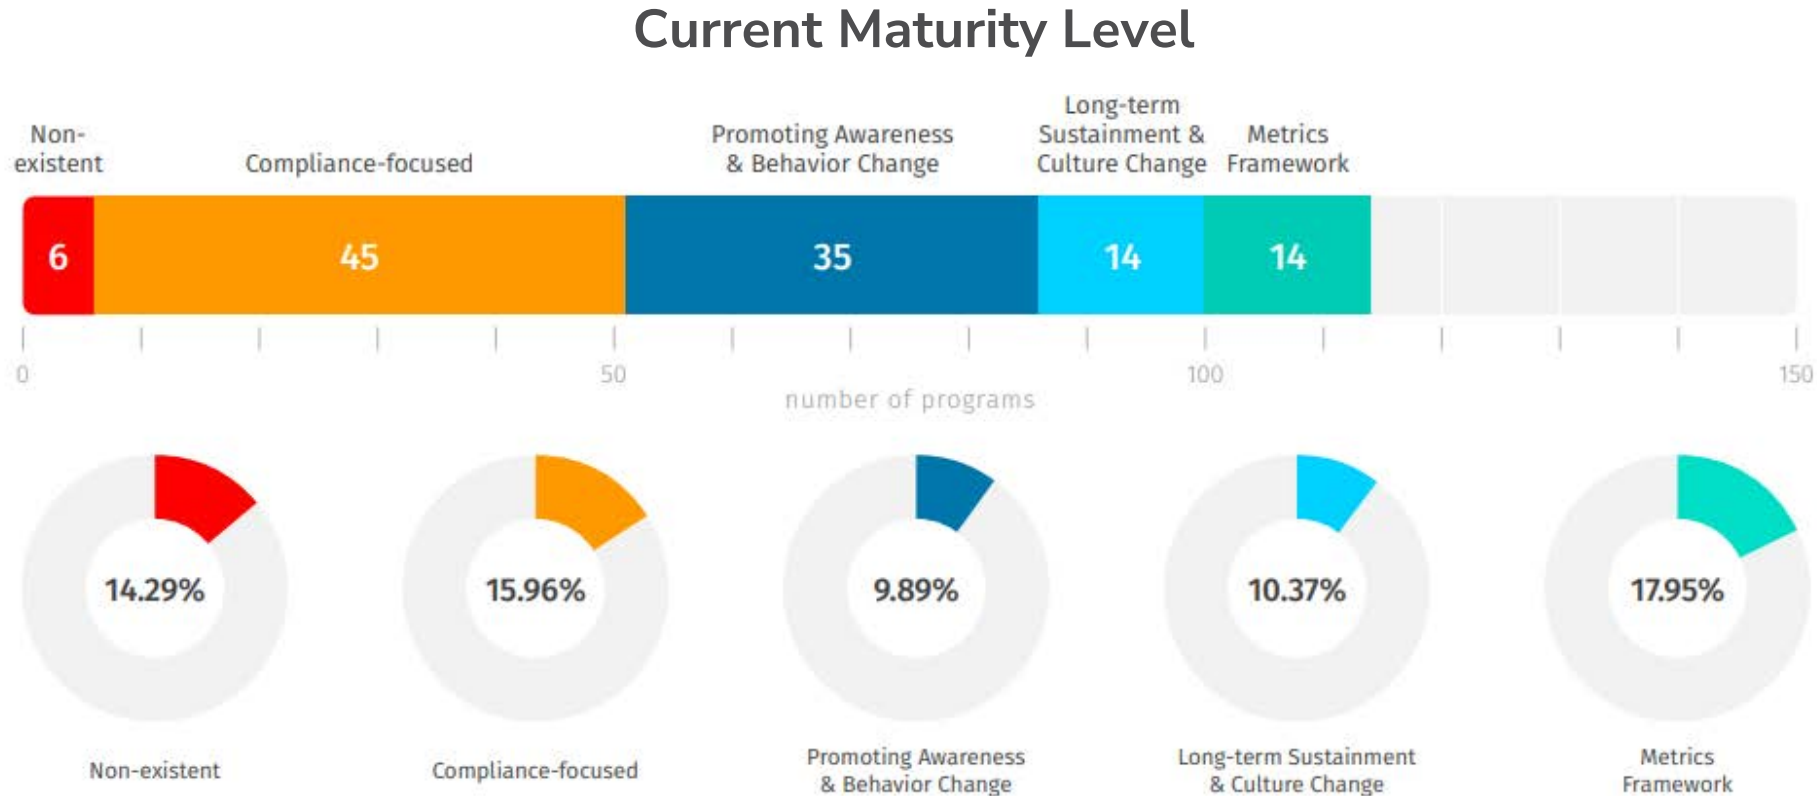 Current Maturity Level
Non-
existent
Compliance-focused
Promoting Awareness
& Behavior Change
Long-term
Sustainment &
Culture Change
Metrics
Framework
6
45
35
14
14
0
50
100
150
number of programs
14.29%
15.96%
9.89%
10.37%
17.95%
Non-existent
Compliance-focused
Promoting Awareness
& Behavior Change
Long-term Sustainment
& Culture Change
Metrics
Framework